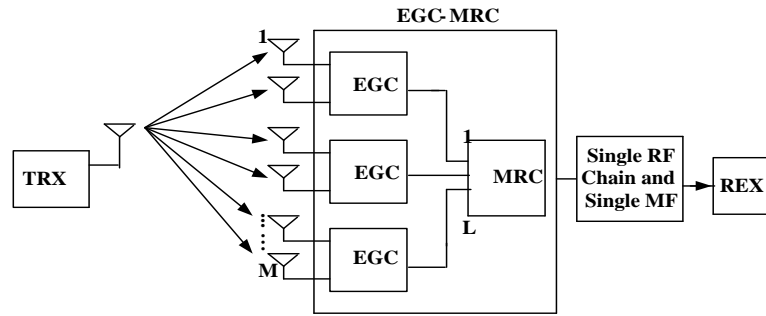 EGC-MRC
1
EGC
EGC
EGC
1
MRC
L
M
TRX
Single RF
Chain and
Single MF
REX